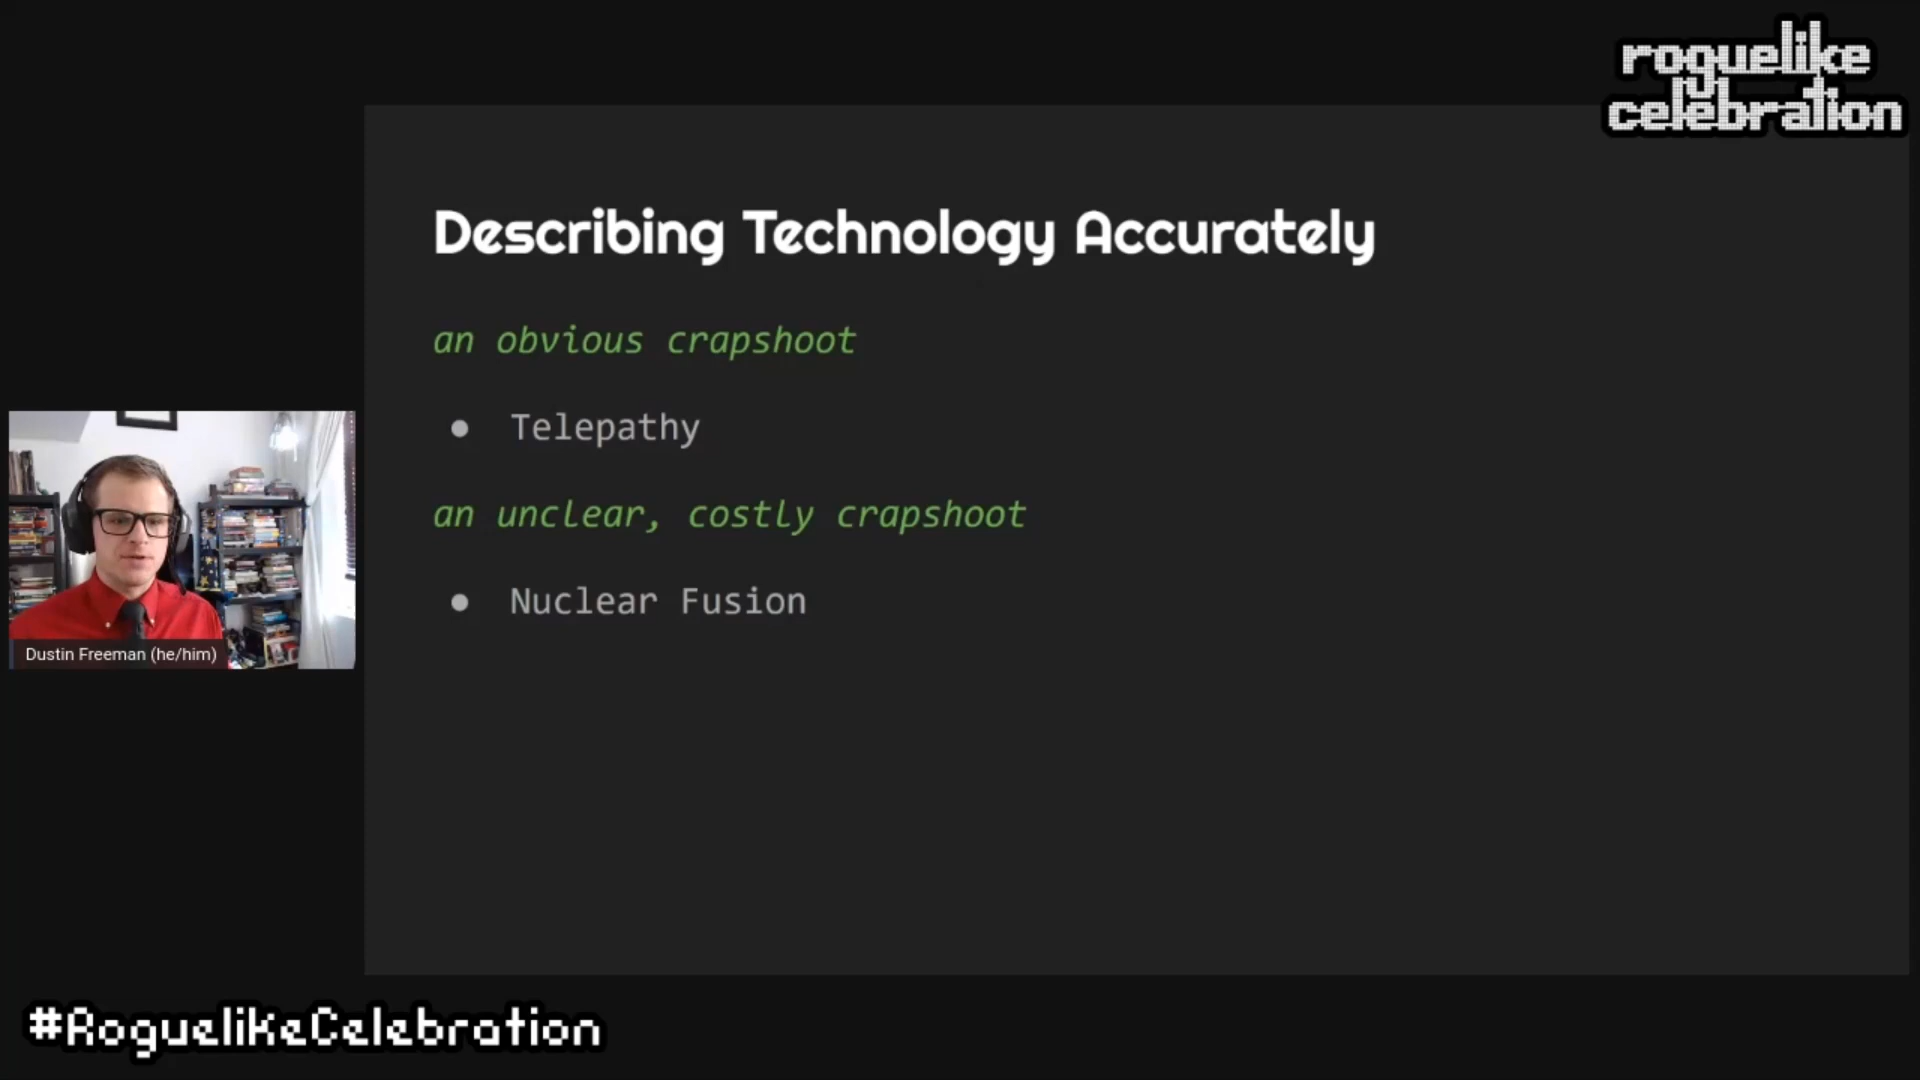 roguelike
celebration
Describing Technology Accurately
an obvious crapshoot
● Telepathy
an unclear, costly crapshoot
● Nuclear Fusion
Dustin Freeman (he/him)
#RoguelikeCelebration